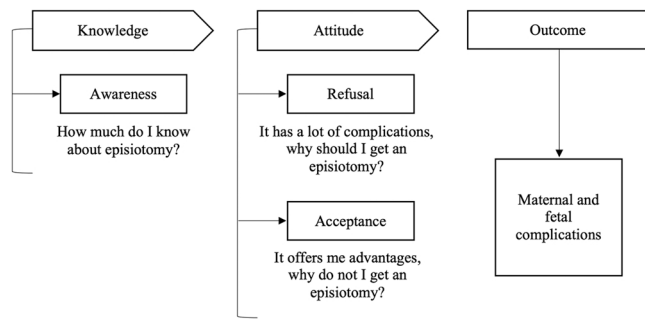 Knowledge
Attitude
Outcome
Awareness
How much do I know
about episiotomy?
Refusal
It has a lot of complications,
why should I get an
episiotomy?
Acceptance
It offers me advantages,
why do not I get an
episiotomy?
Maternal and
fetal
complications